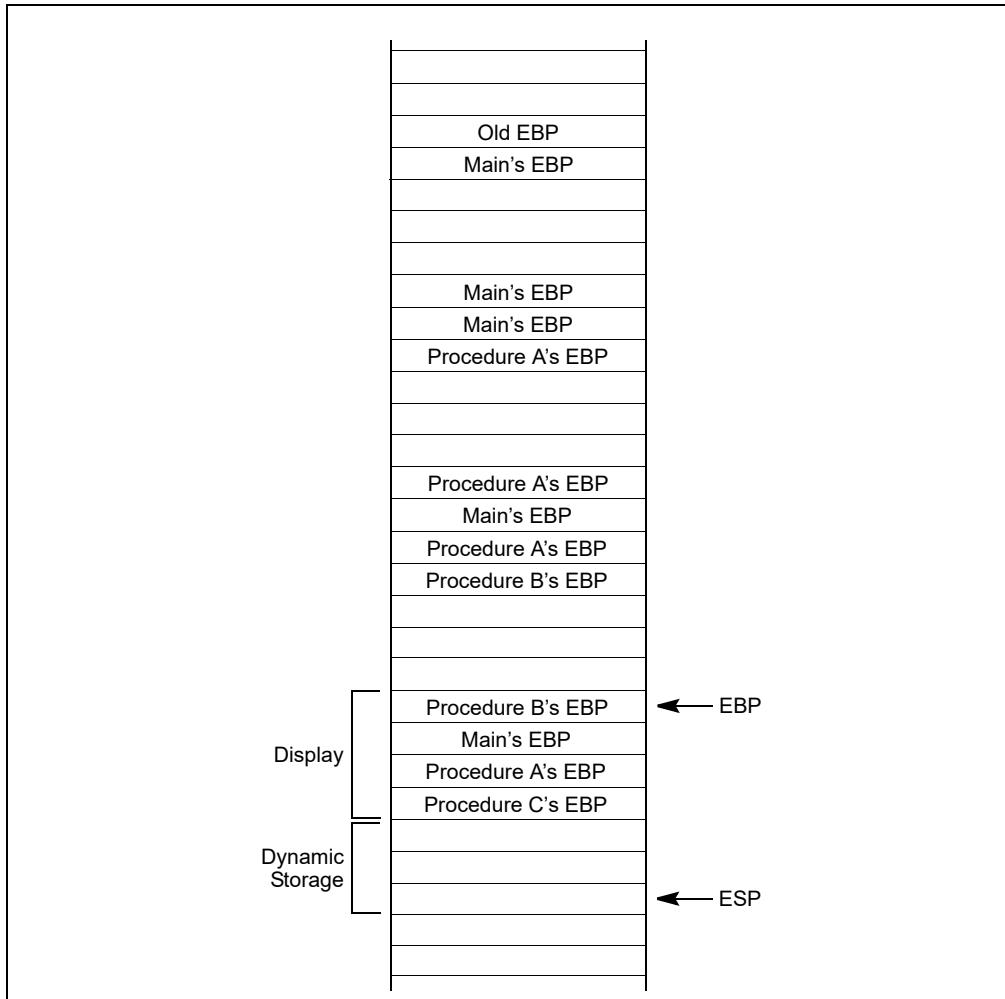 Old EBP
Main’s EBP
Main’s EBP
Main’s EBP
Procedure A’s EBP
Procedure A’s EBP
Main’s EBP
Procedure A’s EBP
Procedure B’s EBP
Procedure B’s EBP
EBP
Main’s EBP
Display
Procedure A’s EBP
Procedure C’s EBP
Dynamic
Storage
ESP